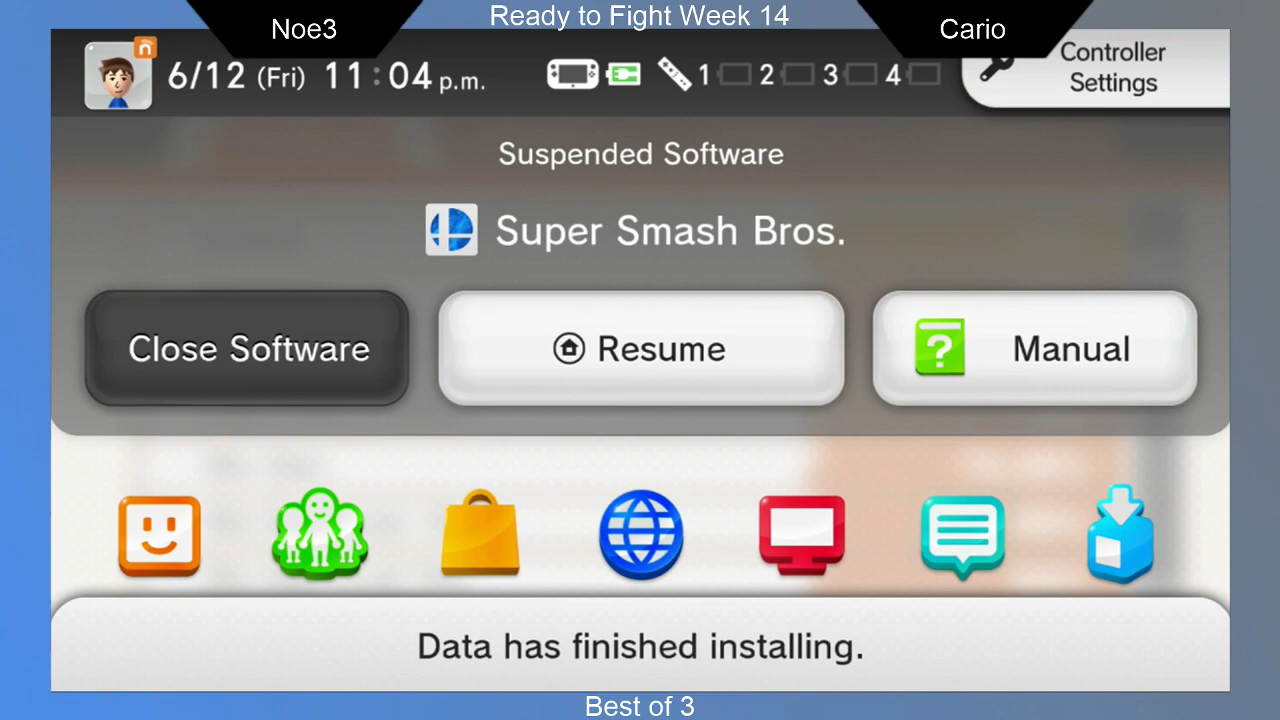 Noe3
Ready to Fight Week 14
Cario
6/12 (Fri) 11:04 p.m.
1 2 3 4
Controller
Settings
Suspended Software
Super Smash Bros.
Close Software
Resume
? Manual
Data has finished installing.
Best of 3